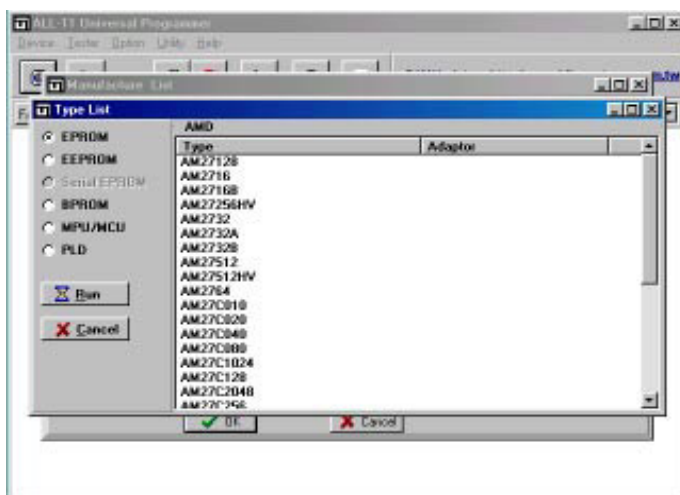 ALL-11 Universal Programmer
Device Tester Option Utility Help
Manufacture List
Type List
AMD
EPROM
EEPROM
Serial EPROM
BPROM
MPU/MCU
PLD
Run
Cancel
Type Adaptor
AM27128
AM2716
AM2716B
AM27256HV
AM2732
AM2732A
AM2732B
AM27512
AM27512HV
AM2764
AM27C010
AM27C020
AM27C040
AM27C080
AM27C1024
AM27C128
AM27C2048
AM27C256
OK Cancel